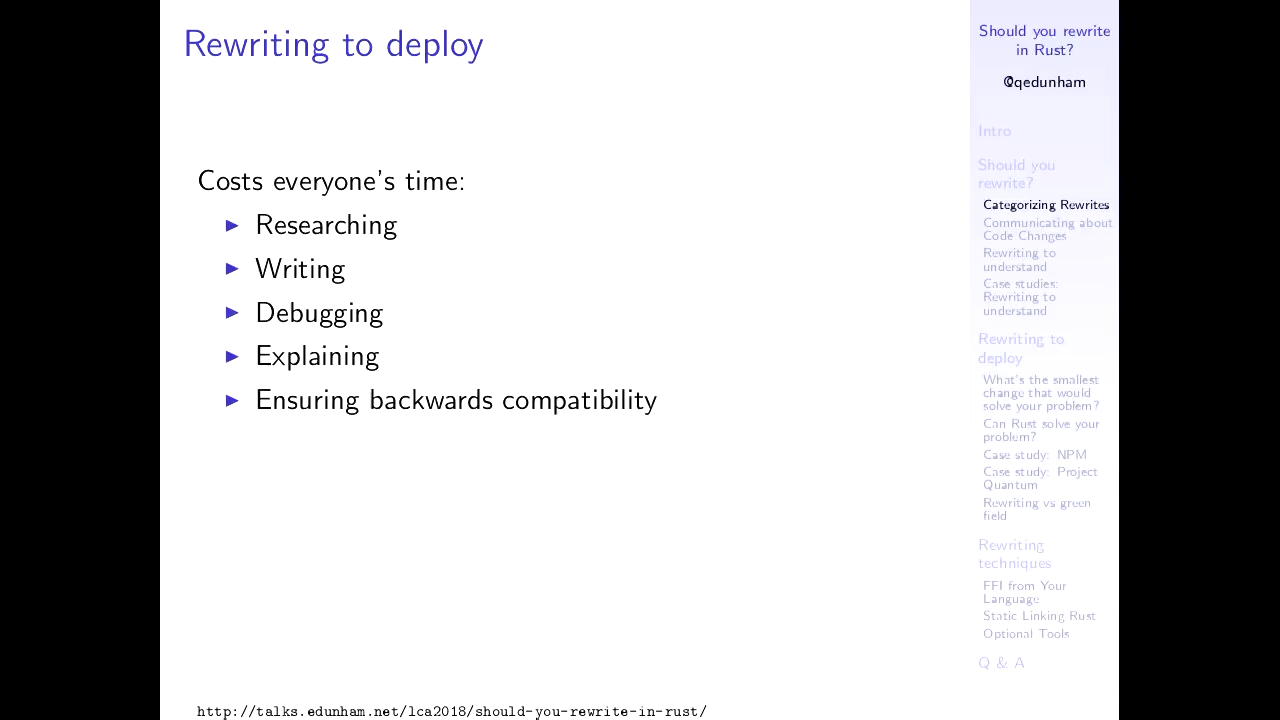 Rewriting to deploy
Costs everyone's time:
Researching
Writing
Debugging
Explaining
Ensuring backwards compatibility
http://talks.edunham.net/lca2018/should-you-rewrite-in-rust/
Should you rewrite
in Rust?
@qedunham
Intro
Should you
rewrite?
Categorizing Rewrites
Communicating about
Code Changes
Rewriting to
understand
Case studies:
Rewriting to
understand
Rewriting to
deploy
What's the smallest
change that would
solve your problem?
Can Rust solve your
problem?
Case study: NPM
Case study: Project
Quantum
Rewriting vs green
field
Rewriting
techniques
FFI from Your
Language
Static Linking Rust
Optional Tools
Q & A